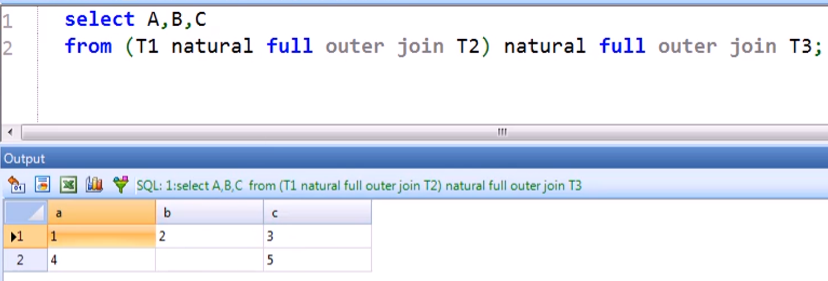 1 select A,B,C
2 from (T1 natural full outer join T2) natural full outer join T3;
Output
SQL: 1:select A,B,C from (T1 natural full outer join T2) natural full outer join T3
a b c
1 1 2 3
2 4 5